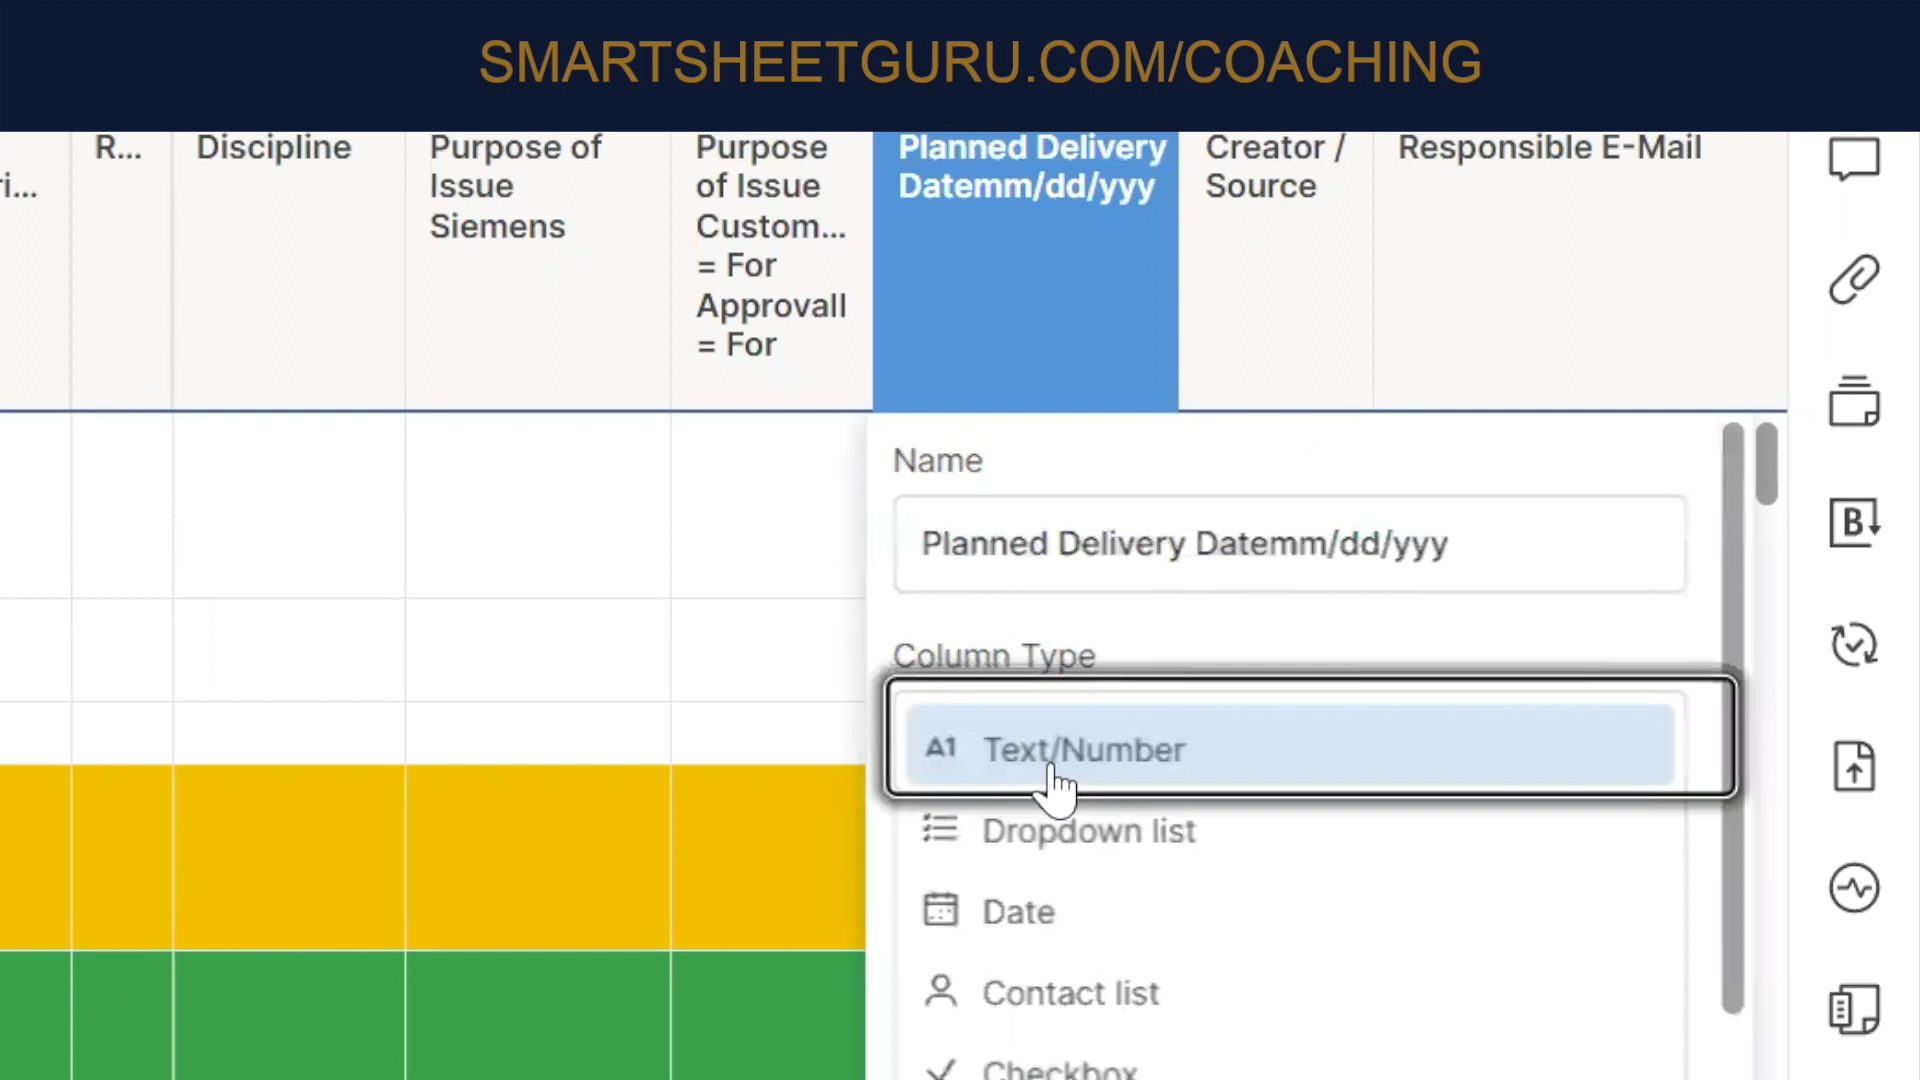 SMARTSHEETGURU.COM/COACHING
ri...
R...
Discipline
Purpose of
Issue
Siemens
Purpose
of Issue
Custom...
= For
Approvall
= For
Planned Delivery
Datemm/dd/yyy
Creator /
Source
Responsible E-Mail
Name
Planned Delivery Datemm/dd/yyy
Column Type
A1 Text/Number
Dropdown list
Date
Contact list
Checkbox
B